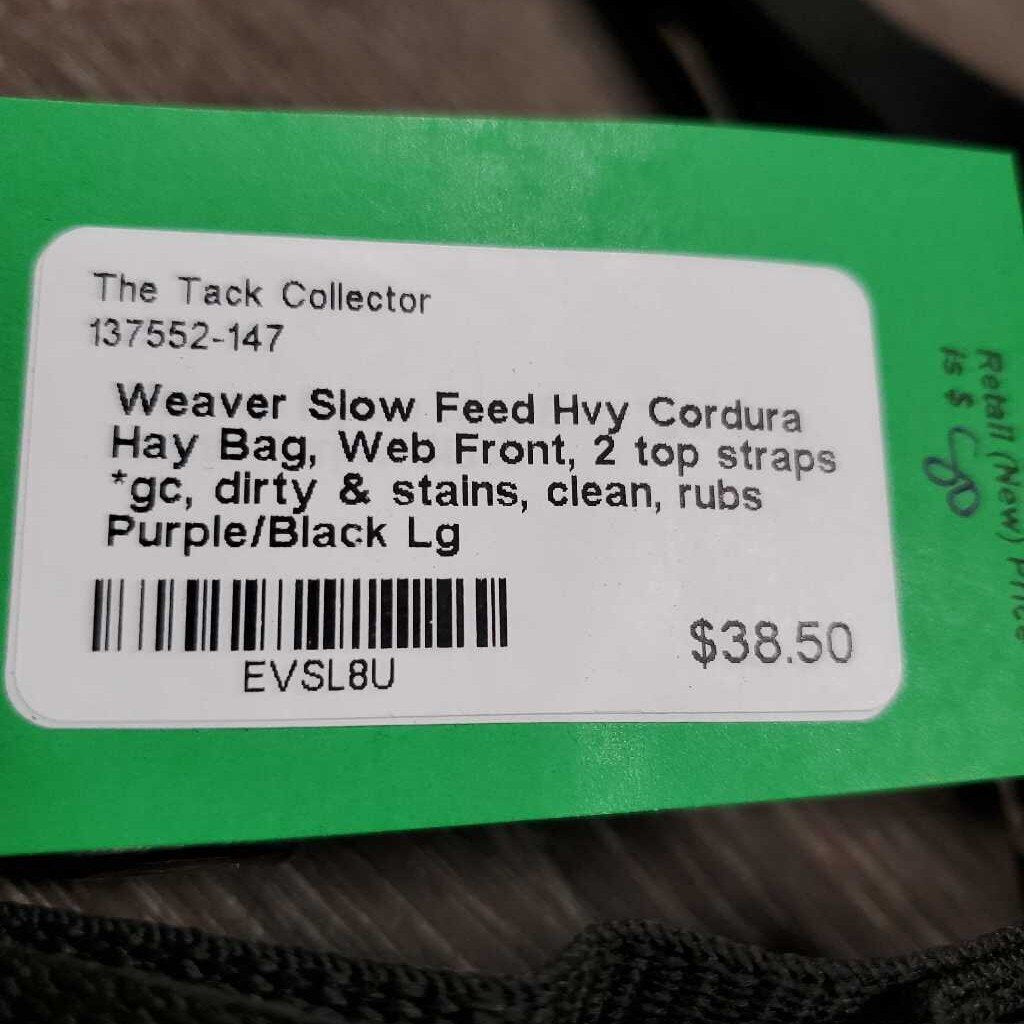 The Tack Collector
137552-147
Weaver Slow Feed Hvy Cordura
Hay Bag, Web Front, 2 top straps
*gc, dirty & stains, clean, rubs
Purple/Black Lg
EVSL8U
$38.50
Retail (New) Price
is $